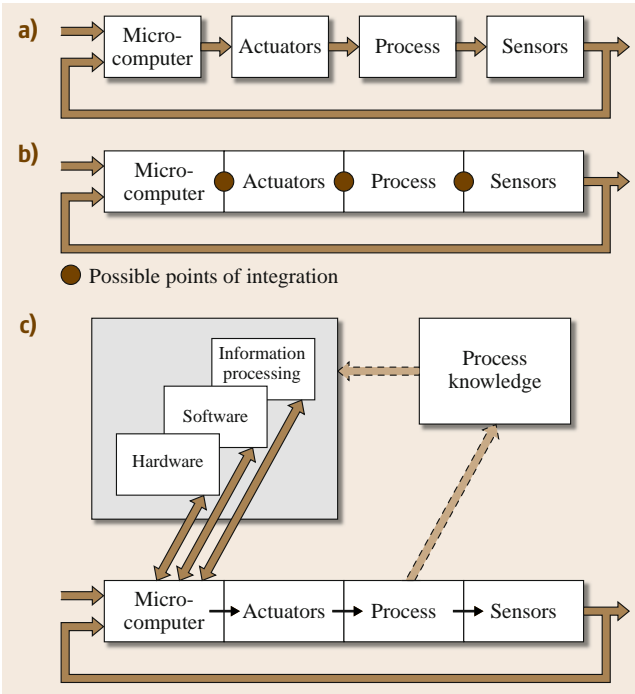 a)
Micro-
computer
Actuators
Process
Sensors
b)
Micro-
computer
Actuators
Process
Sensors
Possible points of integration
c)
Information
processing
Software
Hardware
Process
knowledge
Micro-
computer
Actuators
Process
Sensors